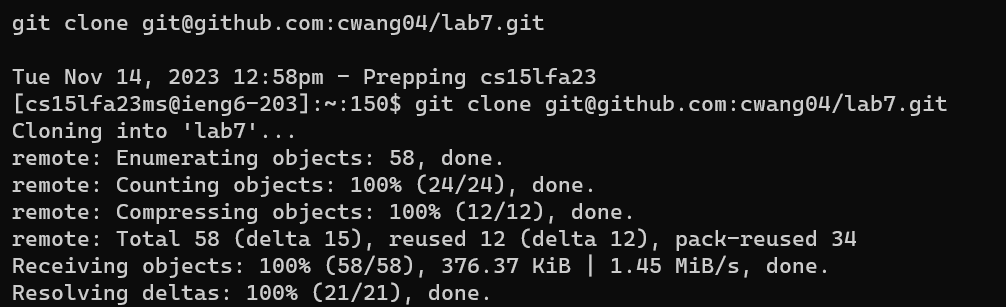 git clone git@github.com:cwang04/lab7.git
Tue Nov 14, 2023 12:58pm - Prepping cs15lfa23
[cs15lfa23ms@ieng6-203]:~:150$ git clone git@github.com:cwang04/lab7.git
Cloning into 'lab7'...
remote: Enumerating objects: 58, done.
remote: Counting objects: 100% (24/24), done.
remote: Compressing objects: 100% (12/12), done.
remote: Total 58 (delta 15), reused 12 (delta 12), pack-reused 34
Receiving objects: 100% (58/58), 376.37 KiB | 1.45 MiB/s, done.
Resolving deltas: 100% (21/21), done.